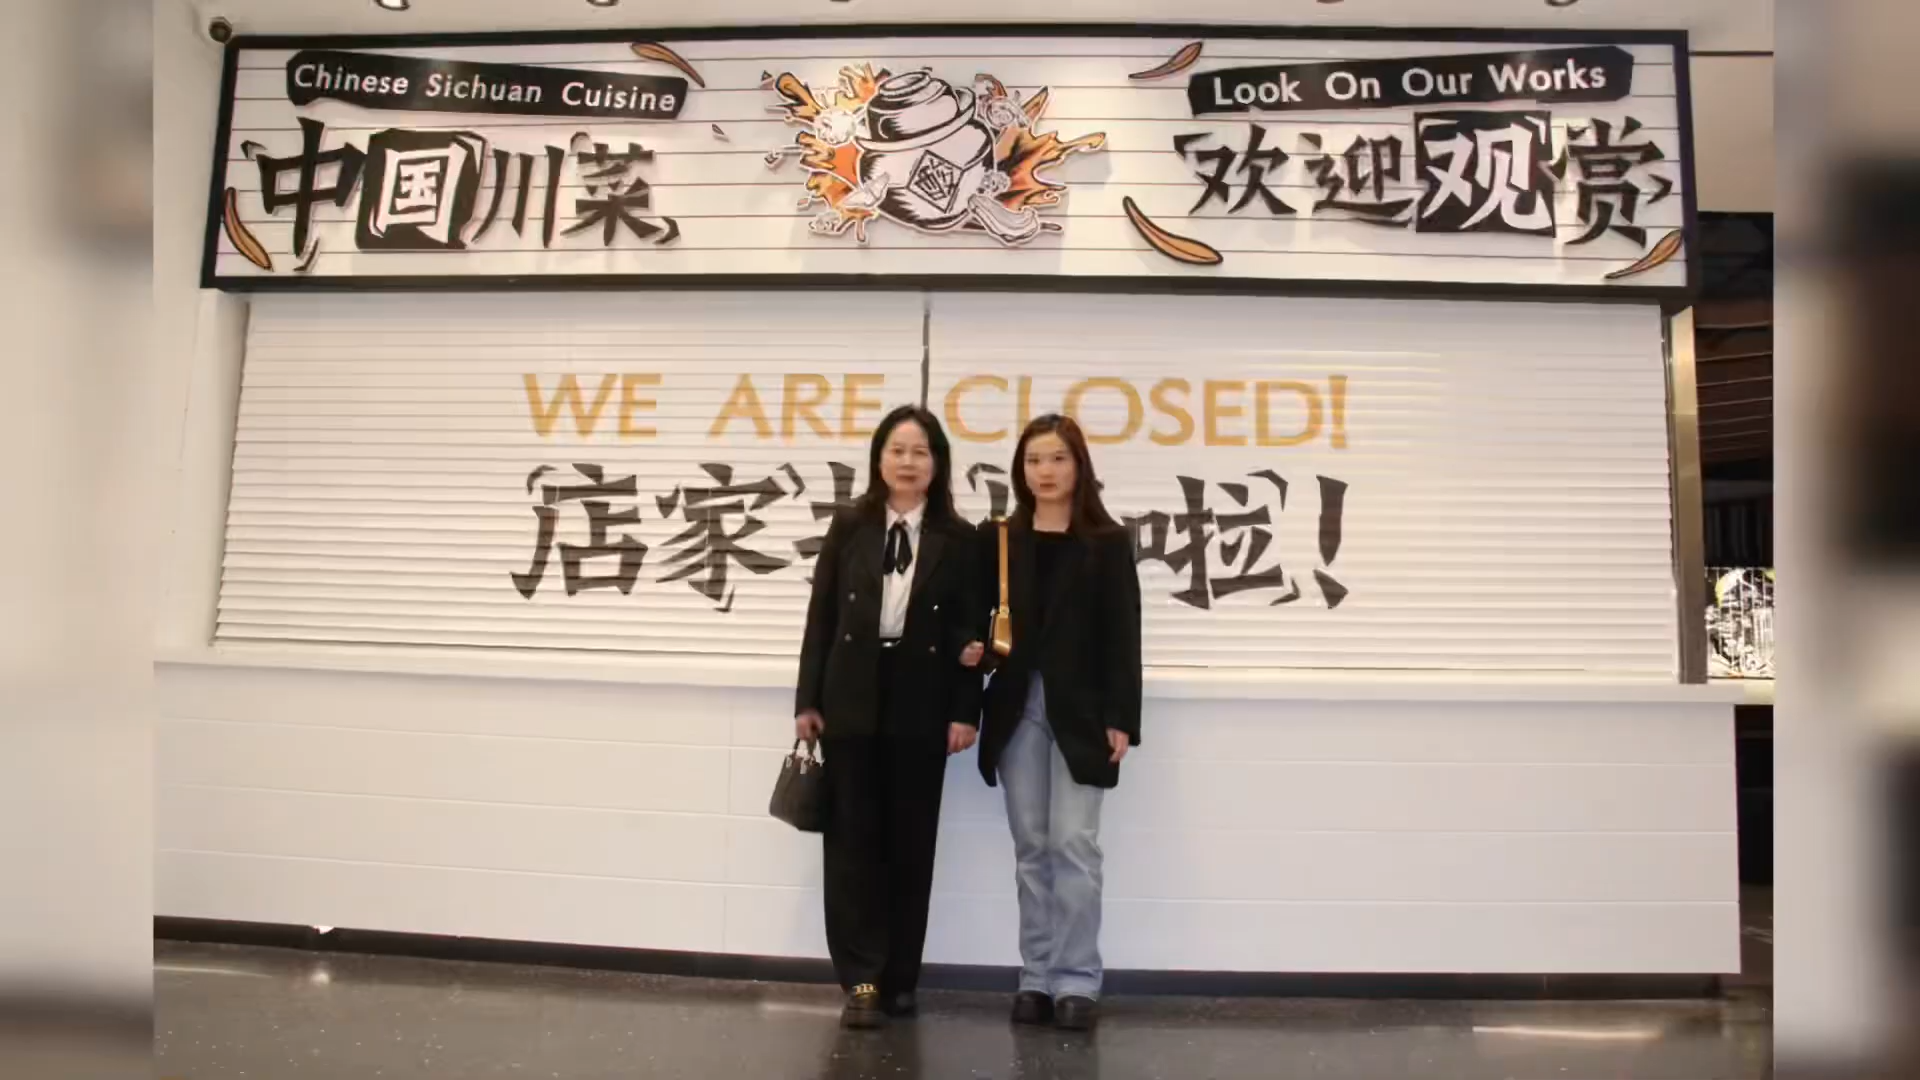 Chinese Sichuan Cuisine
中国川菜
Look On Our Works
欢迎观赏
WE ARE CLOSED!
店家 啦!